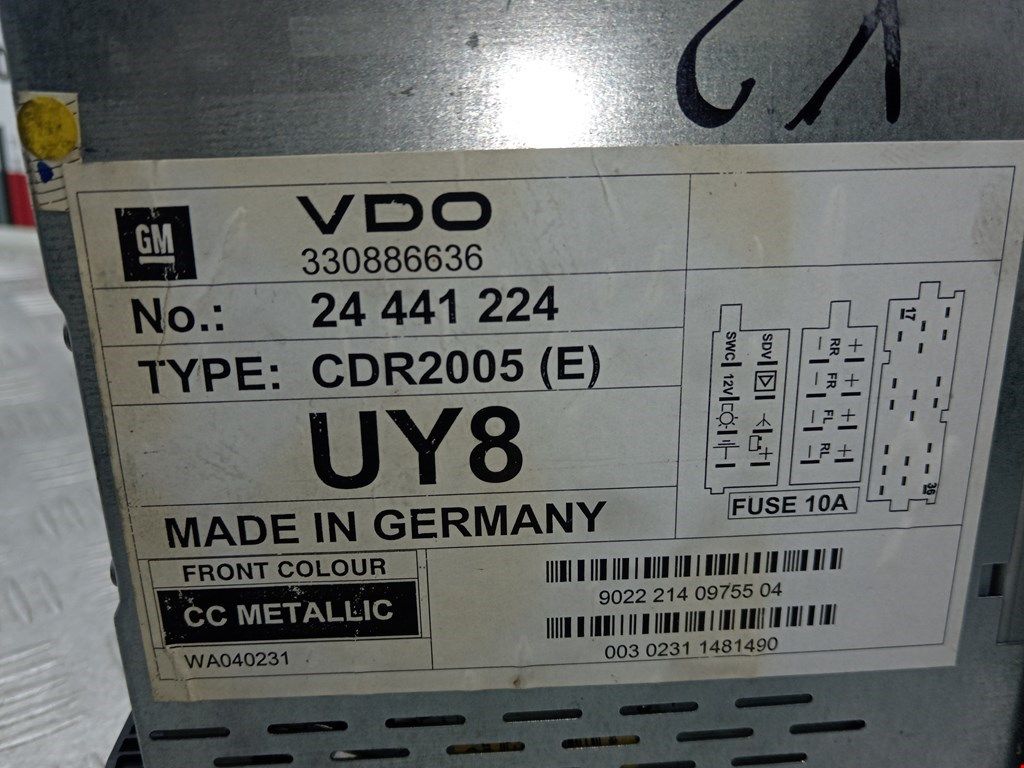 GM
VDO
330886636
No.: 24 441 224
TYPE: CDR2005 (E)
UY8
MADE IN GERMANY
FRONT COLOUR
CC METALLIC
WA040231
SWC 12V
SDV
RR FR FL RL
17
36
FUSE 10A
9022 214 09755 04
003 0231 1481490